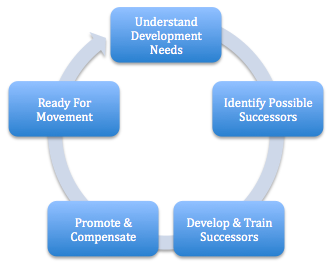 Understand
Development
Needs
Identify Possible
Successors
Develop & Train
Successors
Promote &
Compensate
Ready For
Movement